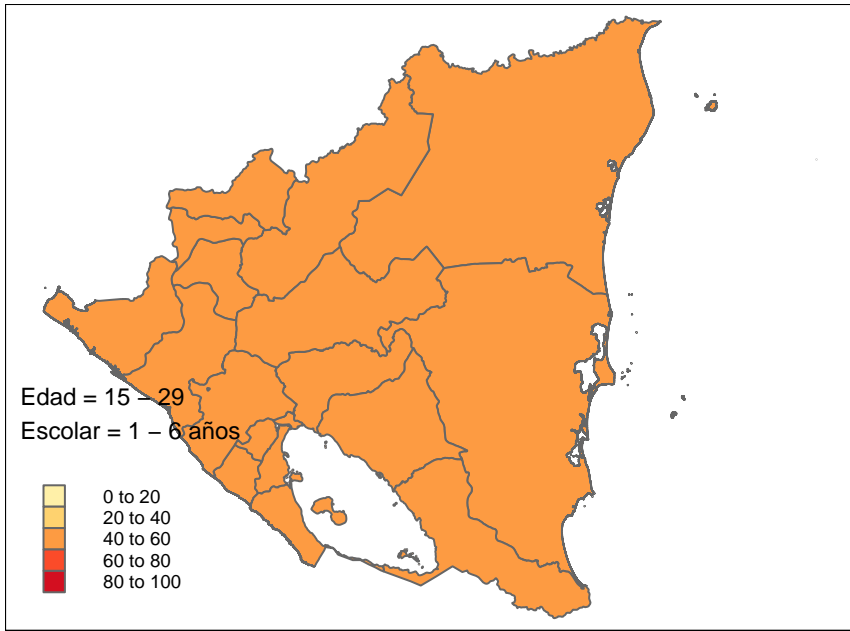 Edad = 15 – 29
Escolar = 1 – 6 años
0 to 20
20 to 40
40 to 60
60 to 80
80 to 100